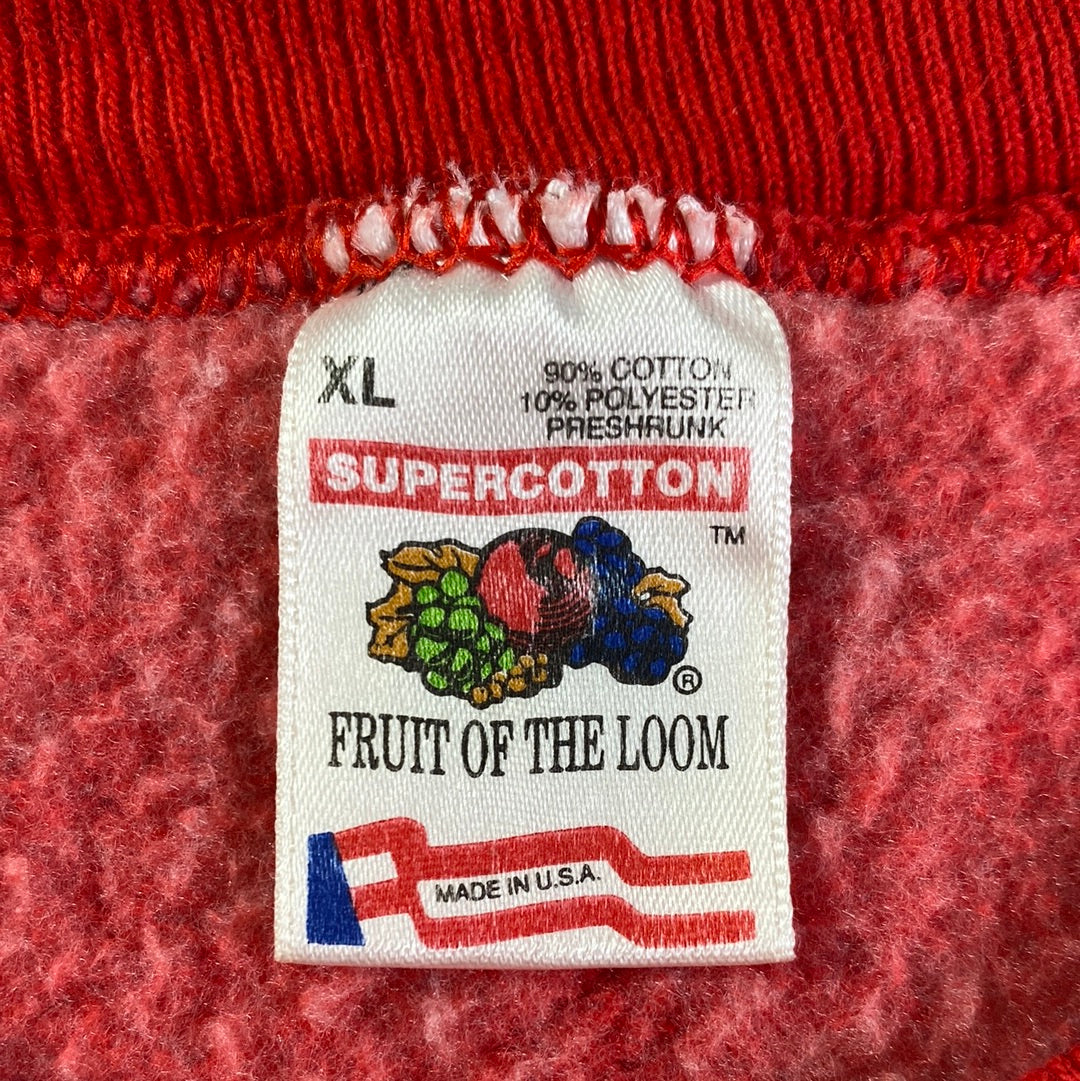 XL
90% COTTON
10% POLYESTER
PRESHRUNK
SUPERCOTTON
TM
®
FRUIT OF THE LOOM
MADE IN U.S.A.